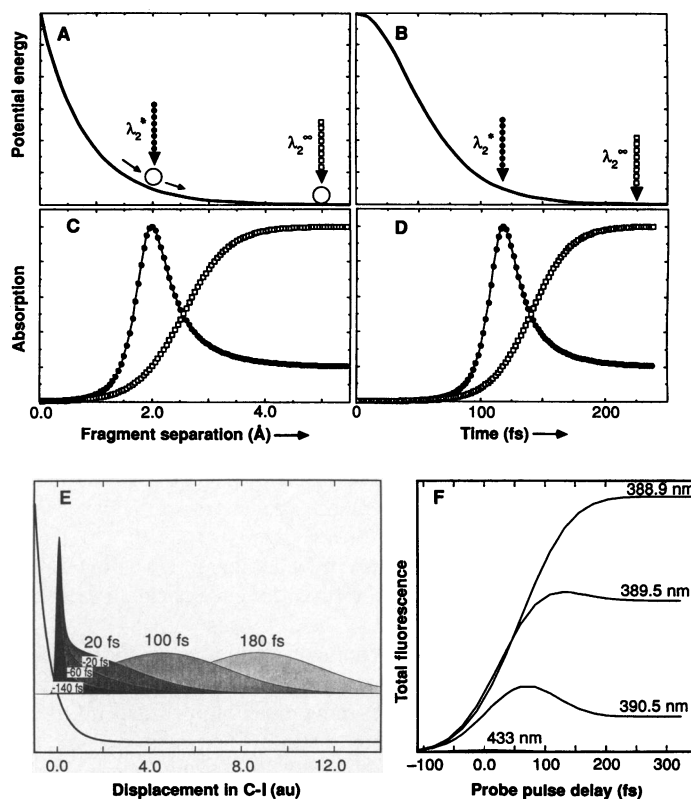 A
B
Potential energy
λ₂*
λ₂∞
λ₂*
λ₂∞
C
D
Absorption
0.0
2.0
4.0
0
100
200
Fragment separation (Å)
Time (fs)
E
20 fs
100 fs
180 fs
-20 fs
-60 fs
-140 fs
0.0
4.0
8.0
12.0
Displacement in C-I (au)
F
388.9 nm
389.5 nm
390.5 nm
433 nm
Total fluorescence
-100
0
100
200
300
Probe pulse delay (fs)